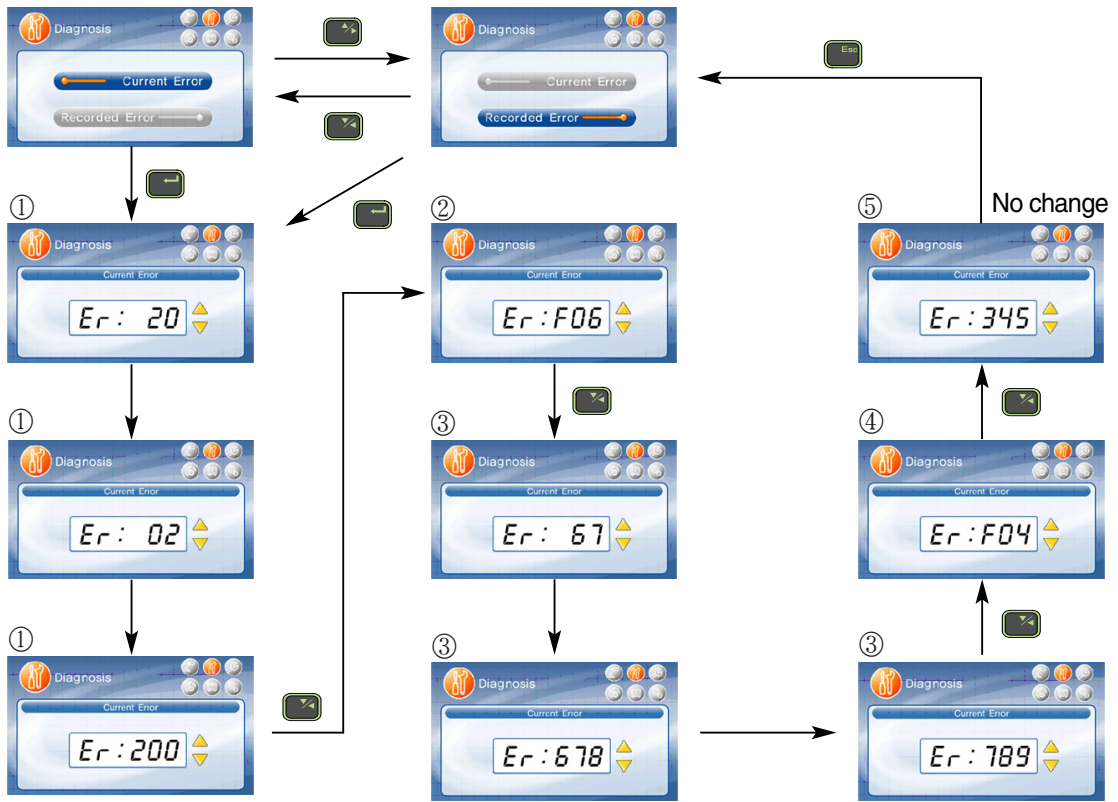 Diagnosis
Current Error
Recorded Error
Diagnosis
Current Error
Recorded Error
Esc
①
Diagnosis
Current Error
Er: 20
②
Diagnosis
Current Error
Er:F06
⑤
No change
Diagnosis
Current Error
Er:345
①
Diagnosis
Current Error
Er: 02
③
Diagnosis
Current Error
Er: 67
④
Diagnosis
Current Error
Er:F04
①
Diagnosis
Current Error
Er:200
③
Diagnosis
Current Error
Er:678
③
Diagnosis
Current Error
Er:789